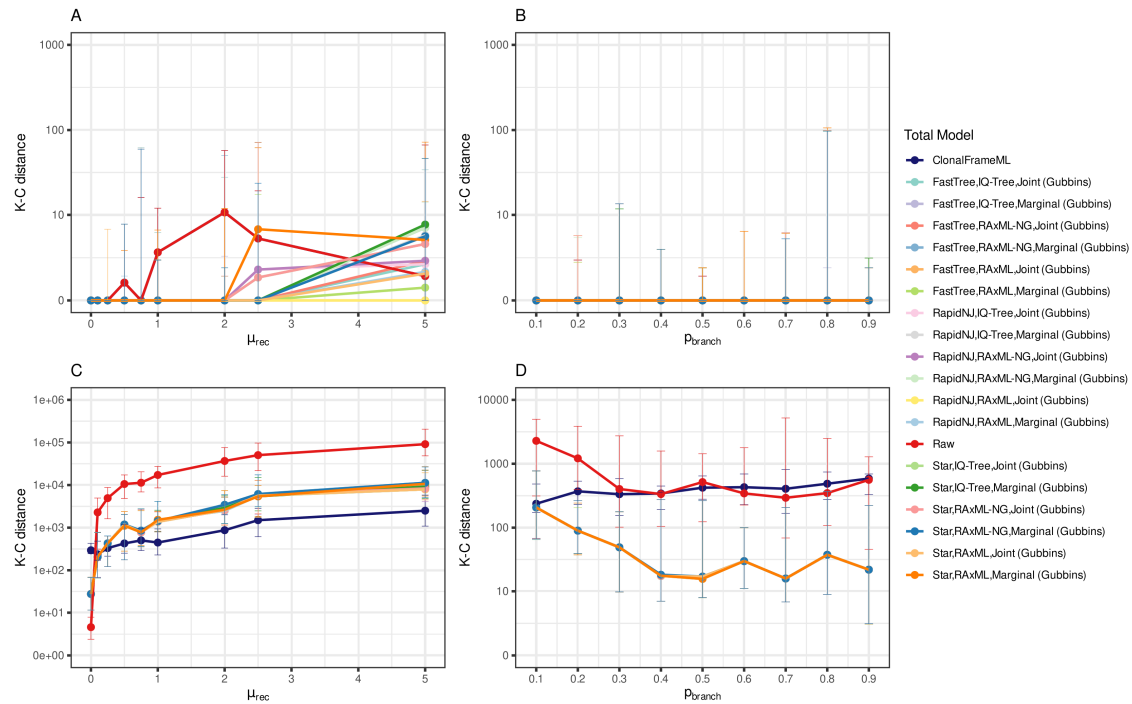 A
1000
100
10
0
K-C distance
0
1
2
3
4
5
μrec
B
1000
100
10
0
K-C distance
0.1
0.2
0.3
0.4
0.5
0.6
0.7
0.8
0.9
pbranch
C
1e+06
1e+05
1e+04
1e+03
1e+02
1e+01
0e+00
K-C distance
0
1
2
3
4
5
μrec
D
10000
1000
100
10
0
K-C distance
0.1
0.2
0.3
0.4
0.5
0.6
0.7
0.8
0.9
pbranch
Total Model
ClonalFrameML
FastTree,IQ-Tree,Joint (Gubbins)
FastTree,IQ-Tree,Marginal (Gubbins)
FastTree,RAxML-NG,Joint (Gubbins)
FastTree,RAxML-NG,Marginal (Gubbins)
FastTree,RAxML,Joint (Gubbins)
FastTree,RAxML,Marginal (Gubbins)
RapidNJ,IQ-Tree,Joint (Gubbins)
RapidNJ,IQ-Tree,Marginal (Gubbins)
RapidNJ,RAxML-NG,Joint (Gubbins)
RapidNJ,RAxML-NG,Marginal (Gubbins)
RapidNJ,RAxML,Joint (Gubbins)
RapidNJ,RAxML,Marginal (Gubbins)
Raw
Star,IQ-Tree,Joint (Gubbins)
Star,IQ-Tree,Marginal (Gubbins)
Star,RAxML-NG,Joint (Gubbins)
Star,RAxML-NG,Marginal (Gubbins)
Star,RAxML,Joint (Gubbins)
Star,RAxML,Marginal (Gubbins)